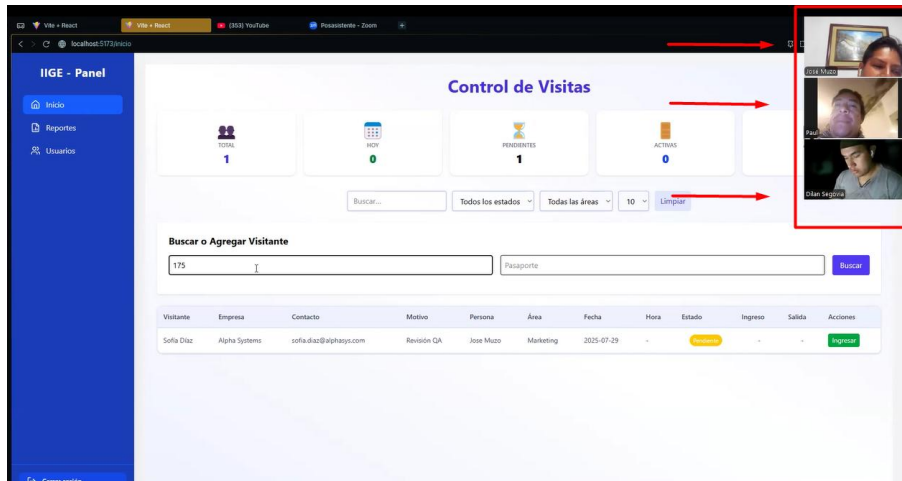 Vite + React
Vite + React
(353) YouTube
Posasistente - Zoom
localhost:5173/inicio
IIGE - Panel
Inicio
Reportes
Usuarios
Control de Visitas
TOTAL
1
HOY
0
PENDIENTES
1
ACTIVAS
0
Buscar...
Todos los estados
Todas las áreas
10
Limpiar
Buscar o Agregar Visitante
175
Pasaporte
Buscar
Visitante Empresa Contacto Motivo Persona Área Fecha Hora Estado Ingreso Salida Acciones
Sofía Díaz Alpha Systems sofia.diaz@alphasys.com Revisión QA Jose Muzo Marketing 2025-07-29 - Pendiente - - Ingresar
José Muzo
Paul
Dilan Segovia